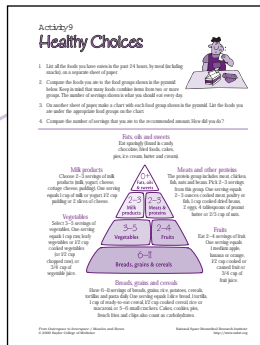 Activity 9
Healthy Choices
1. List all the foods you have eaten in the past 24 hours, by meal (including
snacks), on a separate sheet of paper.
2. Compare the foods you ate to the food groups shown in the pyramid
below. Keep in mind that many foods combine items from two or more
groups. The number of servings shown is what you should eat every day.
3. On another sheet of paper make a chart with each food group shown in the pyramid. List the foods you
ate under the appropriate food group on the chart.
4. Compare the number of servings that you ate to the recommended amount. How did you do?
Fats, oils and sweets
Eat sparingly (found in candy,
chocolate, fried foods, cakes,
pies, ice cream, butter and cream).
Milk products
Choose 2–3 servings of milk
products (milk, yogurt, cheese,
cottage cheese, pudding). One serving
equals 1 cup of milk or yogurt, 1/2 cup
pudding or 2 slices of cheese.
Meats and other proteins
The protein group includes meat, chicken,
fish, nuts and beans. Pick 2–3 servings
from this group. One serving equals
2–3 ounces cooked meat, poultry or
fish, 1 cup cooked dried beans,
2 eggs, 4 tablespoons of peanut
butter or 2/3 cup of nuts.
0+
Fats, oils
& sweets
2–3
Milk
products
2–3
Meats &
proteins
3–5
Vegetables
2–4
Fruits
6–11
Breads, grains & cereals
Vegetables
Select 3–5 servings of
vegetables. One serving
equals 1 cup raw, leafy
vegetables or 1/2 cup
cooked vegetables
(or 1/2 cup
chopped raw), or
3/4 cup of
vegetable juice.
Fruits
Eat 2–4 servings of fruit.
One serving equals
1 medium apple,
banana or orange,
1/2 cup cooked or
canned fruit or
3/4 cup of
fruit juice.
Breads, grains and cereals
Have 6–11 servings of breads, grains, rice, potatoes, cereals,
tortillas and pasta daily. One serving equals 1 slice bread, 1 tortilla,
1 cup of ready-to-eat cereal, 1/2 cup cooked cereal, rice or
macaroni, or 5–6 small crackers. Cakes, cookies, pies,
french fries and chips also count as carbohydrates.
From Outerspace to Innerspace / Muscles and Bones
© 2000 Baylor College of Medicine
National Space Biomedical Research Institute
http://www.nsbri.org